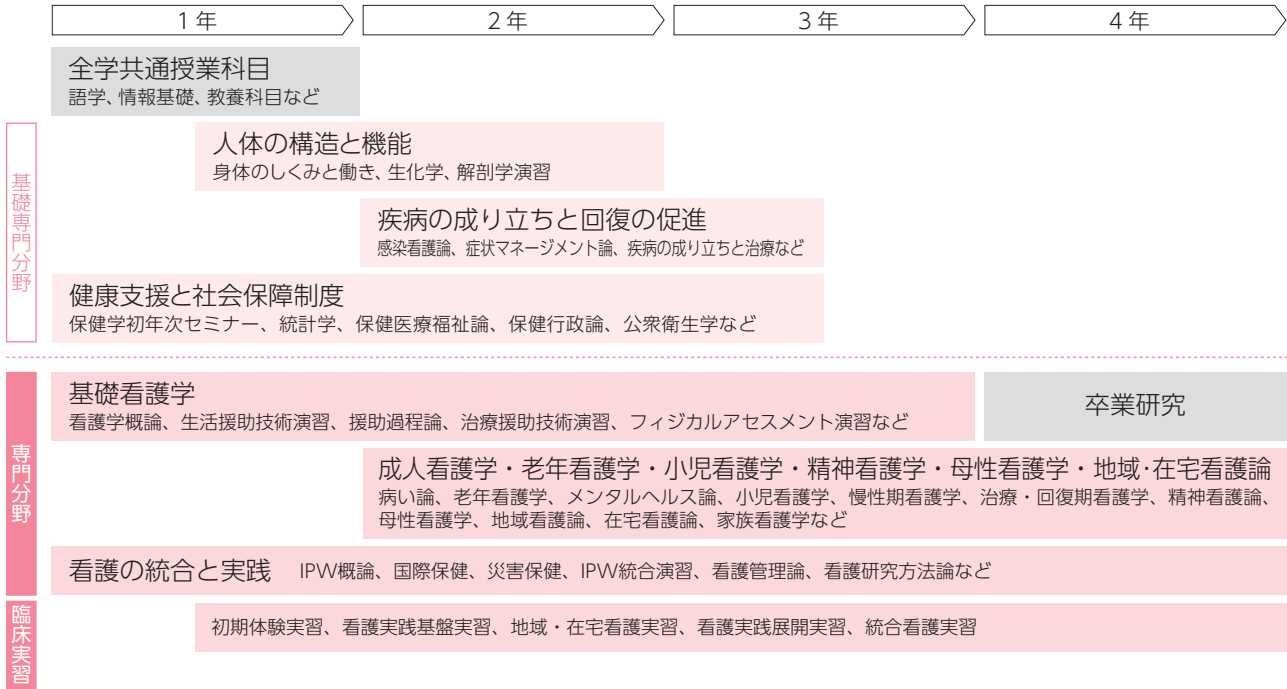 1年
2年
3年
4年
全学共通授業科目
語学、情報基礎、教養科目など
基礎専門分野
人体の構造と機能
身体のしくみと働き、生化学、解剖学演習
疾病の成り立ちと回復の促進
感染看護論、症状マネージメント論、疾病の成り立ちと治療など
健康支援と社会保障制度
保健学初年次セミナー、統計学、保健医療福祉論、保健行政論、公衆衛生学など
専門分野
基礎看護学
看護学概論、生活援助技術演習、援助過程論、治療援助技術演習、フィジカルアセスメント演習など
卒業研究
成人看護学・老年看護学・小児看護学・精神看護学・母性看護学・地域・在宅看護論
病い論、老年看護学、メンタルヘルス論、小児看護学、慢性期看護学、治療・回復期看護学、精神看護論、
母性看護学、地域看護論、在宅看護論、家族看護学など
看護の統合と実践 IPW概論、国際保健、災害保健、IPW統合演習、看護管理論、看護研究方法論など
臨床実習
初期体験実習、看護実践基盤実習、地域・在宅看護実習、看護実践展開実習、統合看護実習